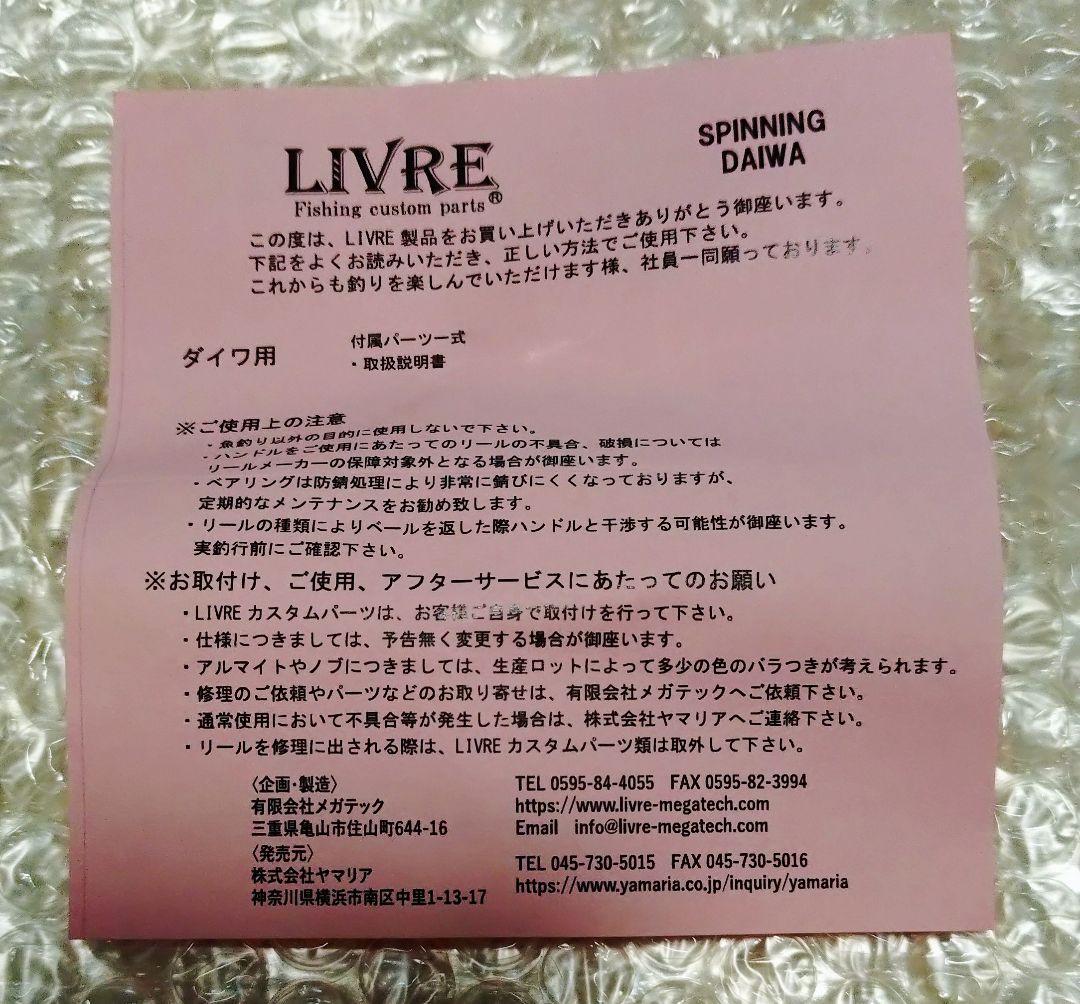 LIVRE
Fishing custom parts®
SPINNING
DAIWA
この度は、LIVRE 製品をお買い上げいただきありがとう御座います。
下記をよくお読みいただき、正しい方法でご使用下さい。
これからも釣りを楽しんでいただけます様、社員一同願っております。
ダイワ用
付属パーツ一式
・取扱説明書
※ご使用上の注意
・魚釣り以外の目的に使用しないで下さい。
・ハンドルをご使用にあたってのリールの不具合、破損については
リールメーカーの保障対象外となる場合が御座います。
・ベアリングは防錆処理により非常に錆びにくくなっておりますが、
定期的なメンテナンスをお勧め致します。
・リールの種類によりベールを返した際ハンドルと干渉する可能性が御座います。
実釣行前にご確認下さい。
※お取付け、ご使用、アフターサービスにあたってのお願い
・LIVRE カスタムパーツは、お客様ご自身で取付けを行って下さい。
・仕様につきましては、予告無く変更する場合が御座います。
・アルマイトやノブにつきましては、生産ロットによって多少の色のバラつきが考えられます。
・修理のご依頼やパーツなどのお取り寄せは、有限会社メガテックへご依頼下さい。
・通常使用において不具合等が発生した場合は、株式会社ヤマリアへご連絡下さい。
・リールを修理に出される際は、LIVRE カスタムパーツ類は取外して下さい。
〈企画・製造〉
有限会社メガテック
三重県亀山市住山町644-16
TEL 0595-84-4055 FAX 0595-82-3994
https://www.livre-megatech.com
Email info@livre-megatech.com
〈発売元〉
株式会社ヤマリア
神奈川県横浜市南区中里1-13-17
TEL 045-730-5015 FAX 045-730-5016
https://www.yamaria.co.jp/inquiry/yamaria